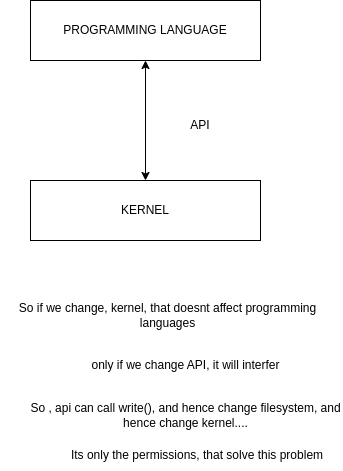 PROGRAMMING LANGUAGE
API
KERNEL
So if we change, kernel, that doesnt affect programming
languages
only if we change API, it will interfer
So , api can call write(), and hence change filesystem, and
hence change kernel....
Its only the permissions, that solve this problem